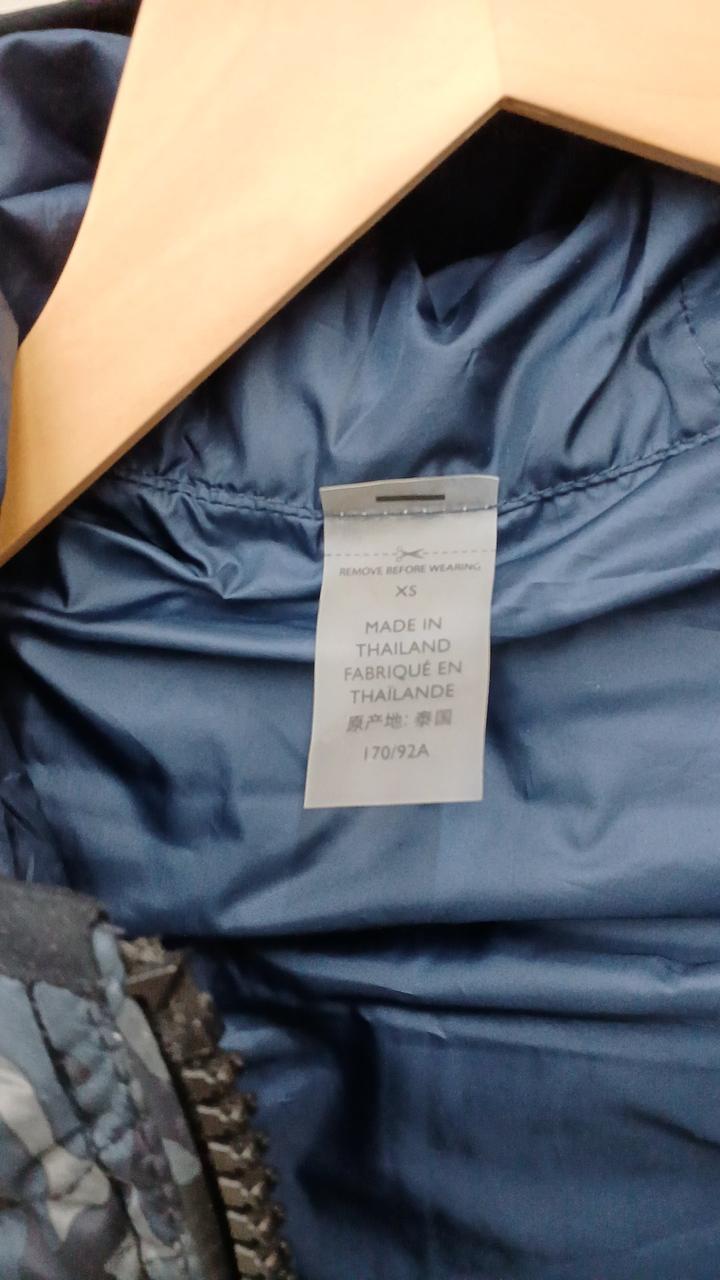 REMOVE BEFORE WEARING
XS
MADE IN
THAILAND
FABRIQUÉ EN
THAÏLANDE
原产地: 泰国
170/92A